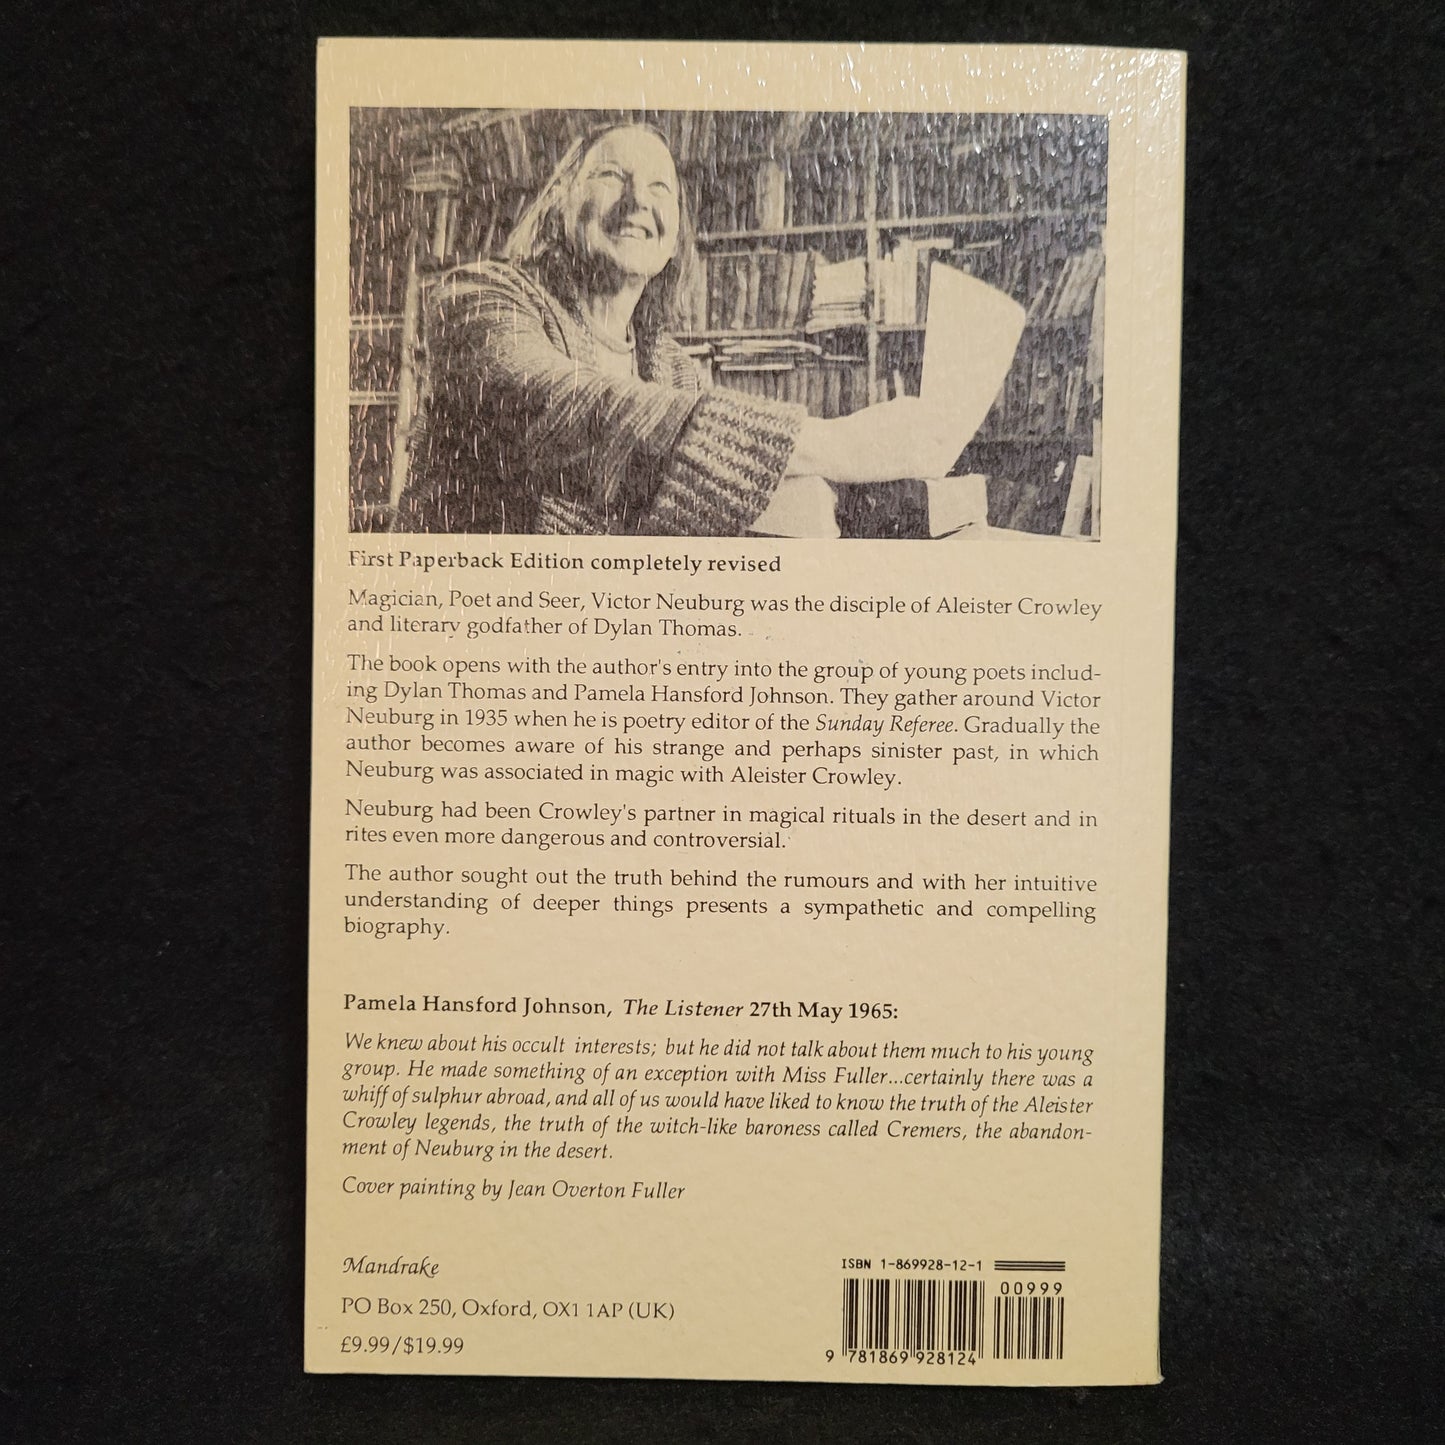 First Paperback Edition completely revised
Magician, Poet and Seer, Victor Neuburg was the disciple of Aleister Crowley
and literary godfather of Dylan Thomas.
The book opens with the author's entry into the group of young poets includ-
ing Dylan Thomas and Pamela Hansford Johnson. They gather around Victor
Neuburg in 1935 when he is poetry editor of the Sunday Referee. Gradually the
author becomes aware of his strange and perhaps sinister past, in which
Neuburg was associated in magic with Aleister Crowley.
Neuburg had been Crowley's partner in magical rituals in the desert and in
rites even more dangerous and controversial.
The author sought out the truth behind the rumours and with her intuitive
understanding of deeper things presents a sympathetic and compelling
biography.
Pamela Hansford Johnson, The Listener 27th May 1965:
We knew about his occult interests; but he did not talk about them much to his young
group. He made something of an exception with Miss Fuller...certainly there was a
whiff of sulphur abroad, and all of us would have liked to know the truth of the Aleister
Crowley legends, the truth of the witch-like baroness called Cremers, the abandon-
ment of Neuburg in the desert.
Cover painting by Jean Overton Fuller
Mandrake
PO Box 250, Oxford, OX1 1AP (UK)
£9.99/$19.99
ISBN 1-869928-12-1
00999
9 781869 928124